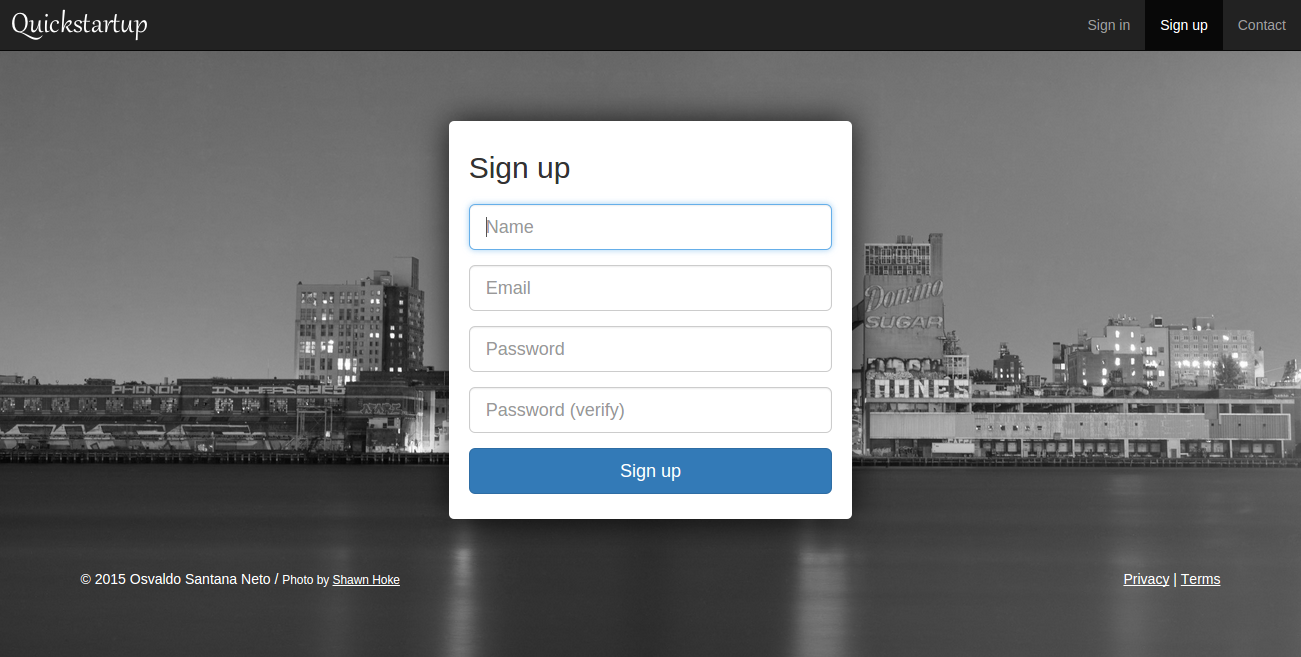 Quickstartup
Sign in
Sign up
Contact
Sign up
Name
Email
Password
Password (verify)
Sign up
Domino
SUGAR
© 2015 Osvaldo Santana Neto / Photo by Shawn Hoke
Privacy | Terms